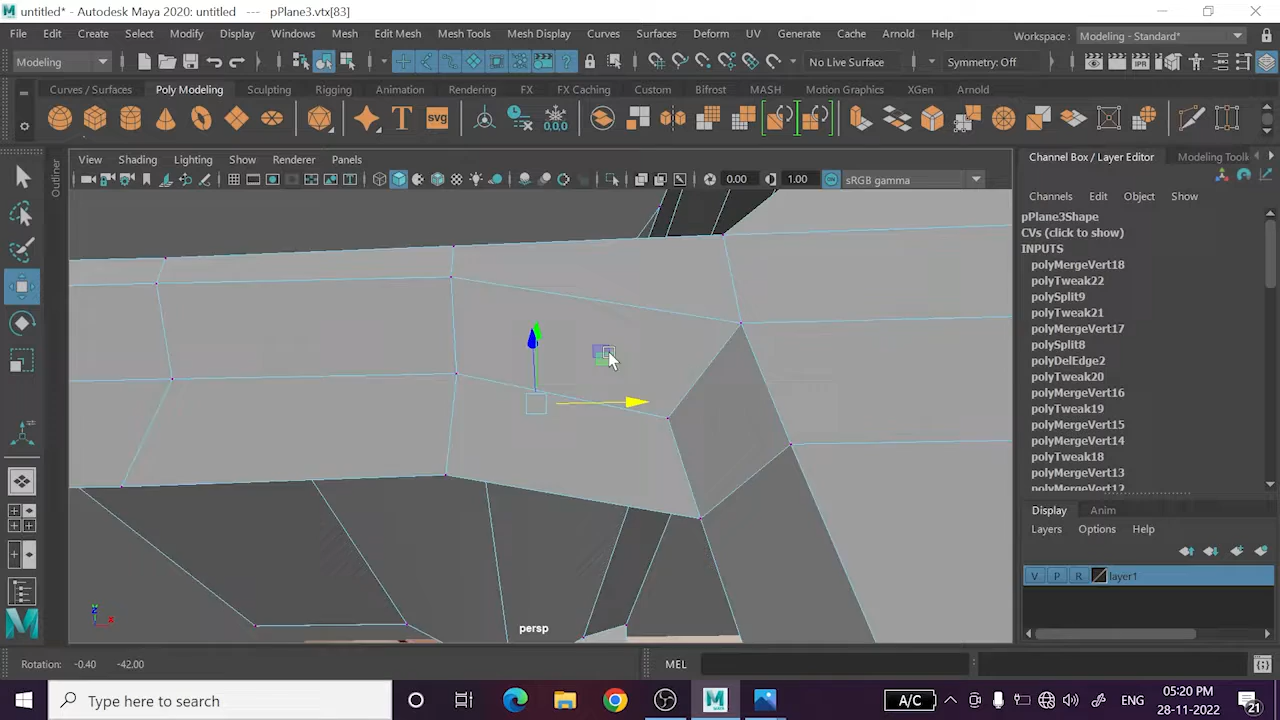 untitled* - Autodesk Maya 2020: untitled --- pPlane3.vtx[83]
File Edit Create Select Modify Display Windows Mesh Edit Mesh Mesh Tools Mesh Display Curves Surfaces Deform UV Generate Cache Arnold Help Workspace : Modeling - Standard*
Modeling No Live Surface Symmetry: Off
Curves / Surfaces Poly Modeling Sculpting Rigging Animation Rendering FX FX Caching Custom Bifrost MASH Motion Graphics XGen Arnold
T svg 0,0,0
View Shading Lighting Show Renderer Panels
0.00 1.00 sRGB gamma
Outliner
persp
Channel Box / Layer Editor Modeling Toolk
Channels Edit Object Show
pPlane3Shape
CVs (click to show)
INPUTS
polyMergeVert18
polyTweak22
polySplit9
polyTweak21
polyMergeVert17
polySplit8
polyDelEdge2
polyTweak20
polyMergeVert16
polyTweak19
polyMergeVert15
polyMergeVert14
polyTweak18
polyMergeVert13
polyMergeVert12
Display Anim
Layers Options Help
V P R layer1
Rotation: -0.40 -42.00 MEL
Type here to search A/C ENG 05:20 PM
28-11-2022 21